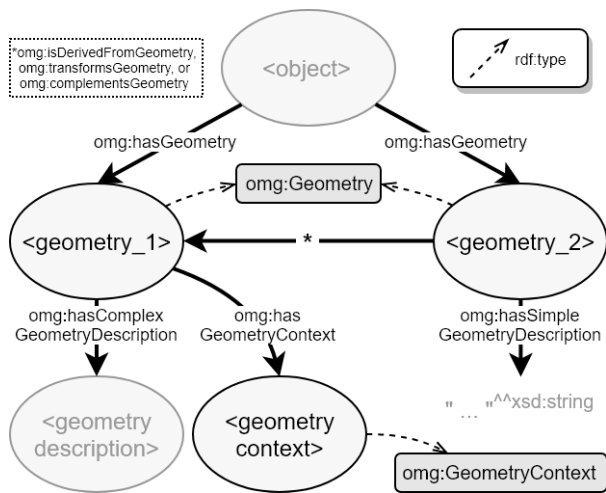 *omg:isDerivedFromGeometry,
omg:transformsGeometry, or
omg:complementsGeometry
<object>
rdf:type
omg:hasGeometry
omg:hasGeometry
omg:Geometry
<geometry_1>
*
<geometry_2>
omg:hasComplex
GeometryDescription
omg:has
GeometryContext
omg:hasSimple
GeometryDescription
<geometry
description>
<geometry
context>
" ... "^^xsd:string
omg:GeometryContext